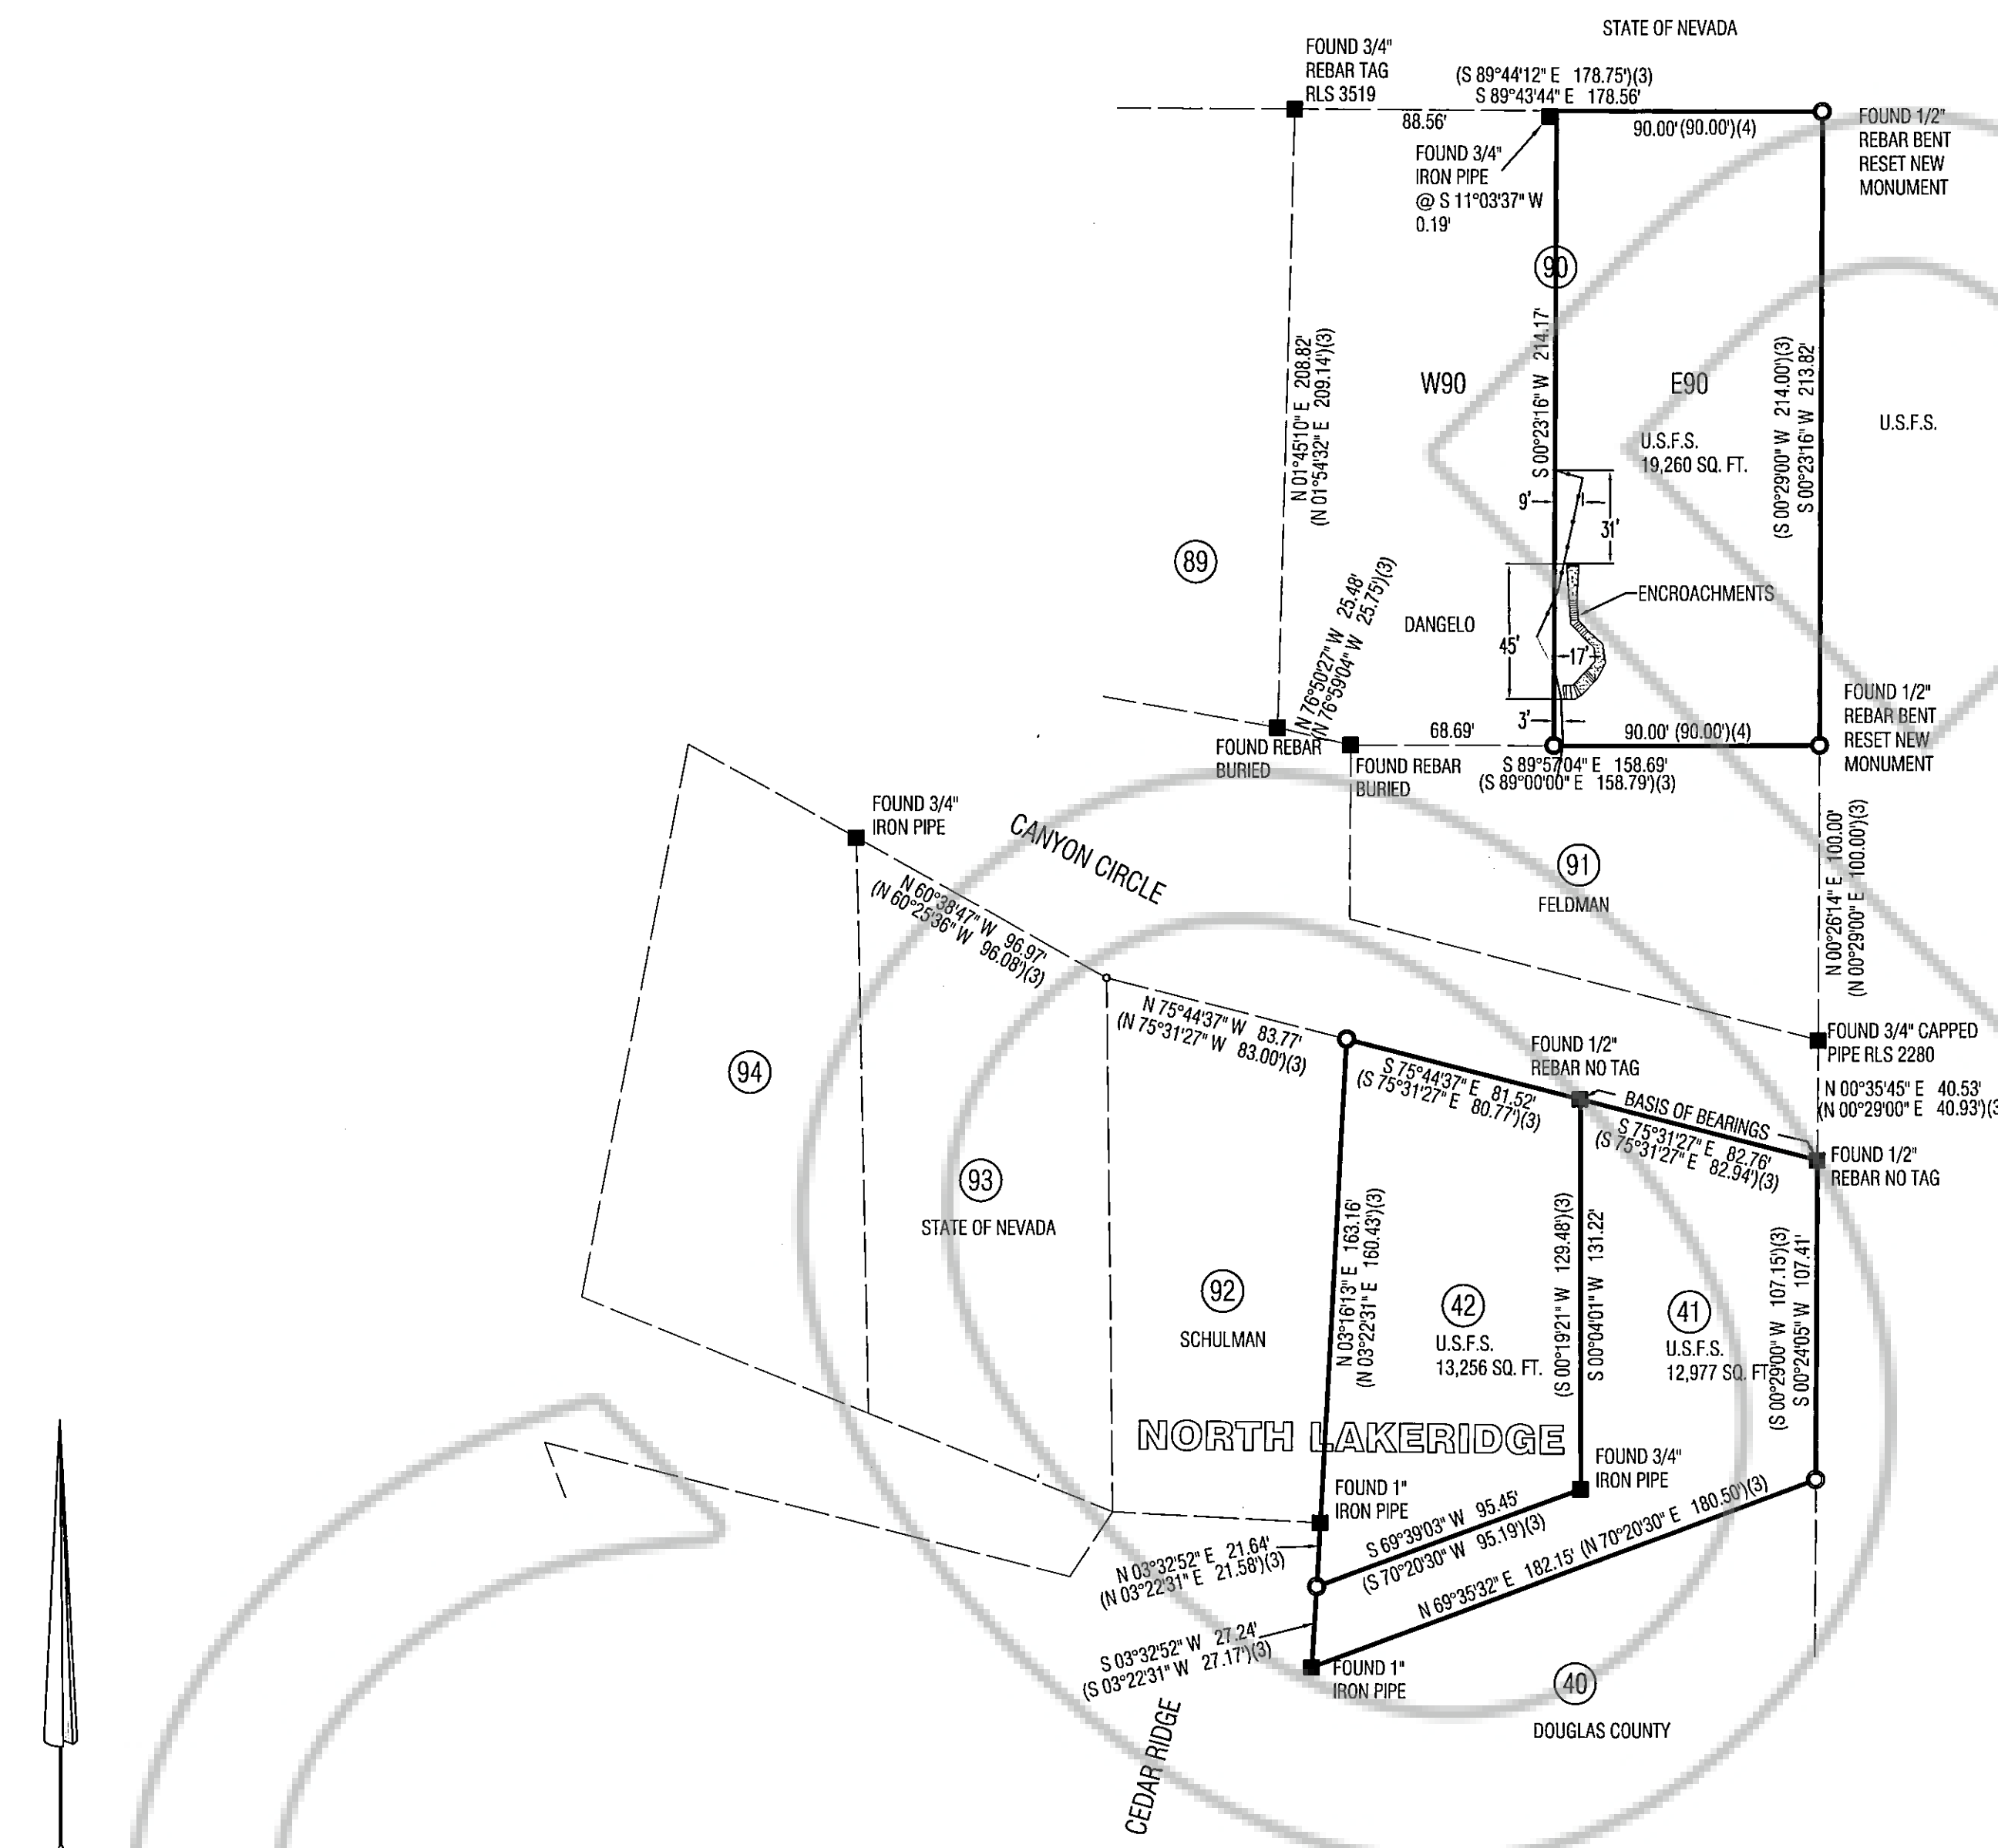 STATE OF NEVADA
FOUND 3/4"
REBAR TAG
RLS 3519
(S 89°44'12" E 178.75')(3)
S 89°43'44" E 178.56'
88.56'
90.00' (90.00')(4)
FOUND 1/2"
REBAR BENT
RESET NEW
MONUMENT
FOUND 3/4"
IRON PIPE
@ S 11°03'37" W
0.19'
90
N 01°45'10" E 208.82'
(N 01°54'32" E 209.14')(3)
W90
S 00°23'16" W 214.17'
E90
U.S.F.S.
19,260 SQ. FT.
(S 00°29'00" W 214.00')(3)
S 00°23'16" W 213.82'
U.S.F.S.
9'
31'
89
ENCROACHMENTS
DANGELO
45'
17'
N 76°50'27" W 25.48'
(N 76°59'04" W 25.75')(3)
3'
68.69'
90.00' (90.00')(4)
FOUND 1/2"
REBAR BENT
RESET NEW
MONUMENT
FOUND REBAR
BURIED
FOUND REBAR
BURIED
S 89°57'04" E 158.69'
(S 89°00'00" E 158.79')(3)
FOUND 3/4"
IRON PIPE
CANYON CIRCLE
91
FELDMAN
N 00°26'14" E 100.00'
(N 00°29'00" E 100.00')(3)
N 60°38'47" W 96.97'
(N 60°25'36" W 96.08')(3)
N 75°44'37" W 83.77'
(N 75°31'27" W 83.00')(3)
FOUND 3/4" CAPPED
PIPE RLS 2280
FOUND 1/2"
REBAR NO TAG
94
S 75°44'37" E 81.52'
(S 75°31'27" E 80.77')(3)
BASIS OF BEARINGS
S 75°31'27" E 82.76'
(S 75°31'27" E 82.94')(3)
N 00°35'45" E 40.53'
(N 00°29'00" E 40.93')(3
FOUND 1/2"
REBAR NO TAG
93
STATE OF NEVADA
92
SCHULMAN
N 03°16'13" E 163.16'
(N 03°22'31" E 160.43')(3)
42
U.S.F.S.
13,256 SQ. FT.
(S 00°19'21" W 129.48')(3)
S 00°04'01" W 131.22'
41
U.S.F.S.
12,977 SQ. FT
(S 00°29'00" W 107.15')(3)
S 00°24'05" W 107.41'
NORTH LAKERIDGE
FOUND 1"
IRON PIPE
FOUND 3/4"
IRON PIPE
N 03°32'52" E 21.64'
(N 03°22'31" E 21.58')(3)
S 69°39'03" W 95.45'
(S 70°20'30" W 95.19')(3)
N 69°35'32" E 182.15' (N 70°20'30" E 180.50')(3)
S 03°32'52" W 27.24'
(S 03°22'31" W 27.17')(3)
FOUND 1"
IRON PIPE
40
DOUGLAS COUNTY
CEDAR RIDGE